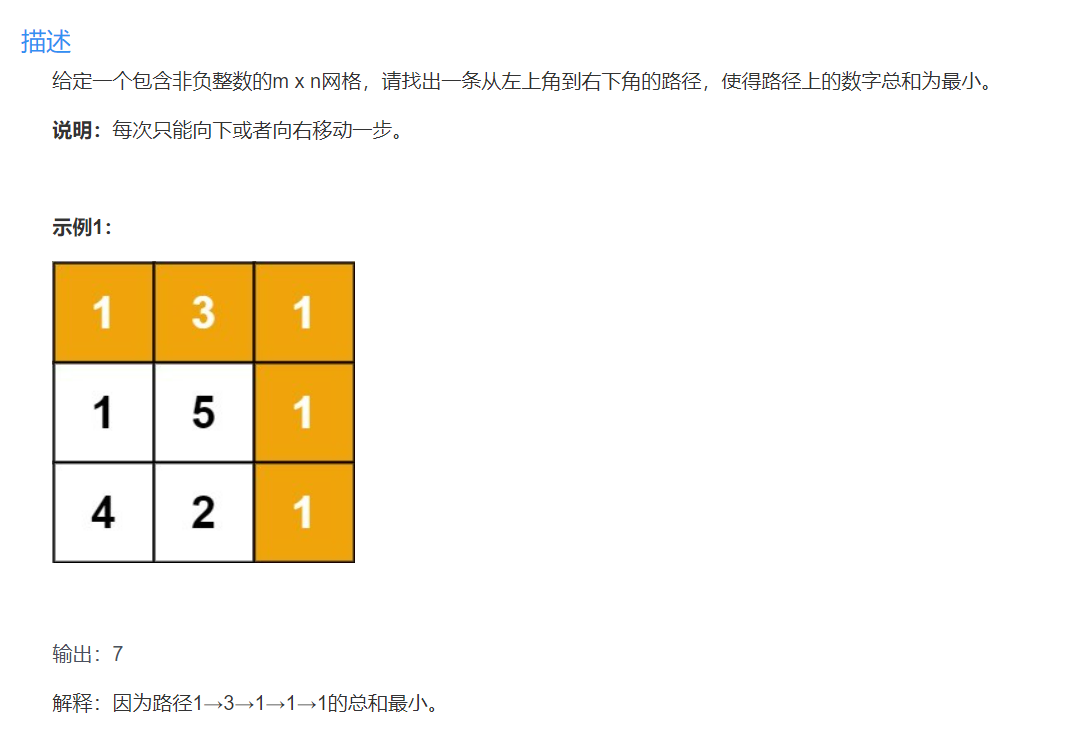 描述
给定一个包含非负整数的m x n网格，请找出一条从左上角到右下角的路径，使得路径上的数字总和为最小。
说明：每次只能向下或者向右移动一步。
示例1：
1 3 1
1 5 1
4 2 1
输出：7
解释：因为路径1→3→1→1→1的总和最小。